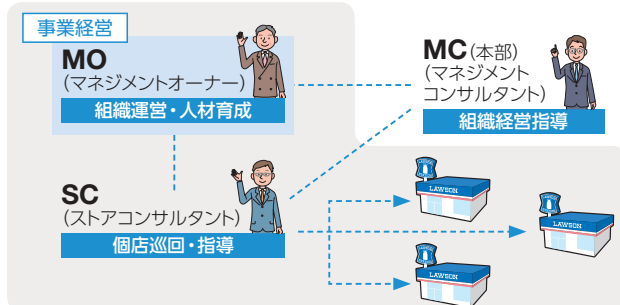 事業経営
MO
(マネジメントオーナー)
組織運営・人材育成
MC(本部)
(マネジメント
コンサルタント)
組織経営指導
SC
(ストアコンサルタント)
個店巡回・指導
LAWSON
LAWSON
LAWSON